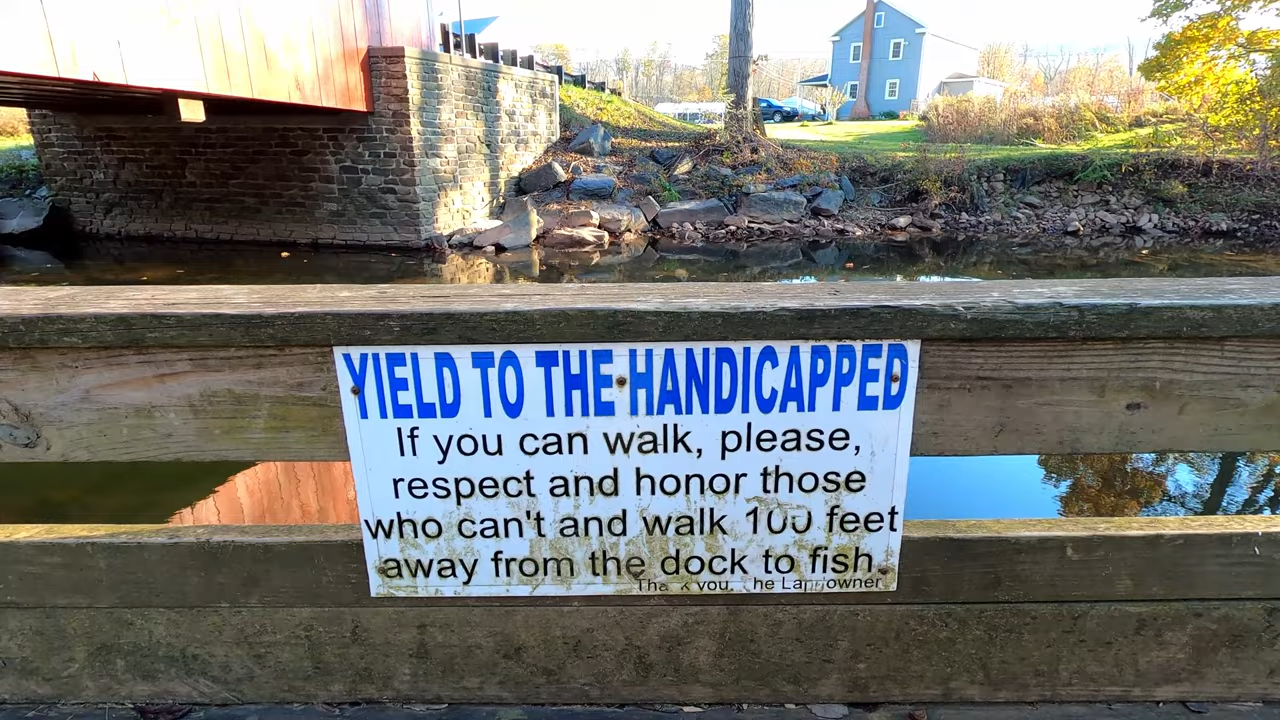 YIELD TO THE HANDICAPPED
If you can walk, please,
respect and honor those
who can't and walk 100 feet
away from the dock to fish.
you,